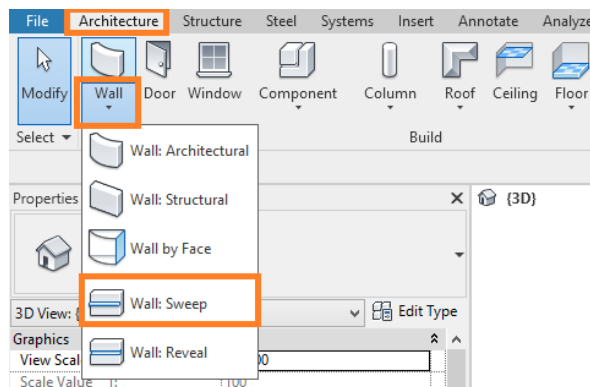 File Architecture Structure Steel Systems Insert Annotate Analyze
Modify Wall Door Window Component Column Roof Ceiling Floor
Select Build
Wall: Architectural
Properties Wall: Structural {3D}
Wall by Face
3D View: { Wall: Sweep Edit Type
Graphics
View Scal Wall: Reveal 00
Scale Value 1: 100